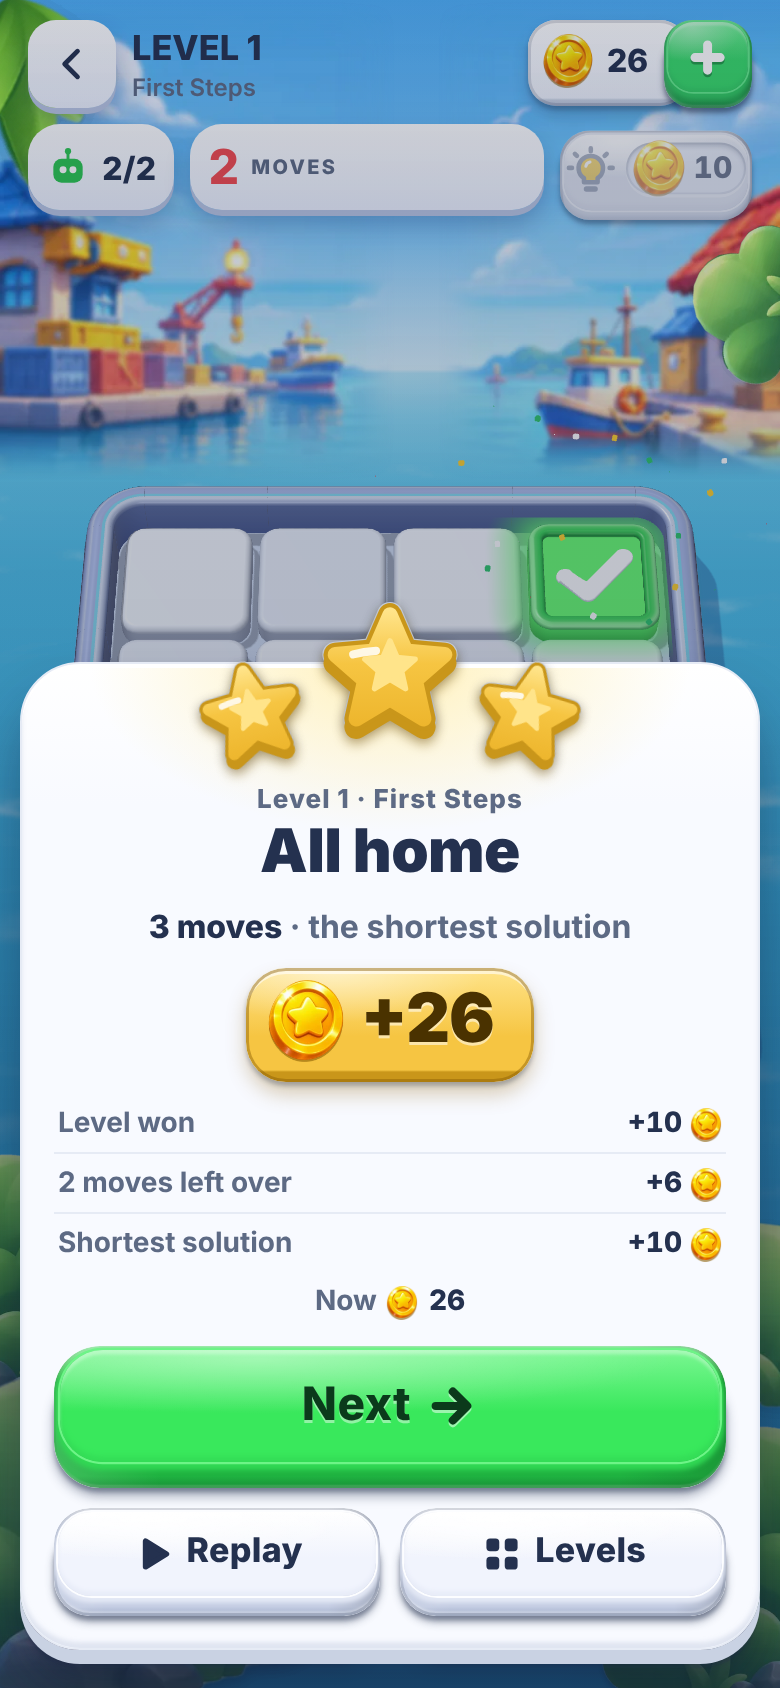 LEVEL 1
First Steps
26
2/2
2 MOVES
10
Level 1 · First Steps
All home
3 moves · the shortest solution
+26
Level won +10
2 moves left over +6
Shortest solution +10
Now 26
Next
Replay
Levels